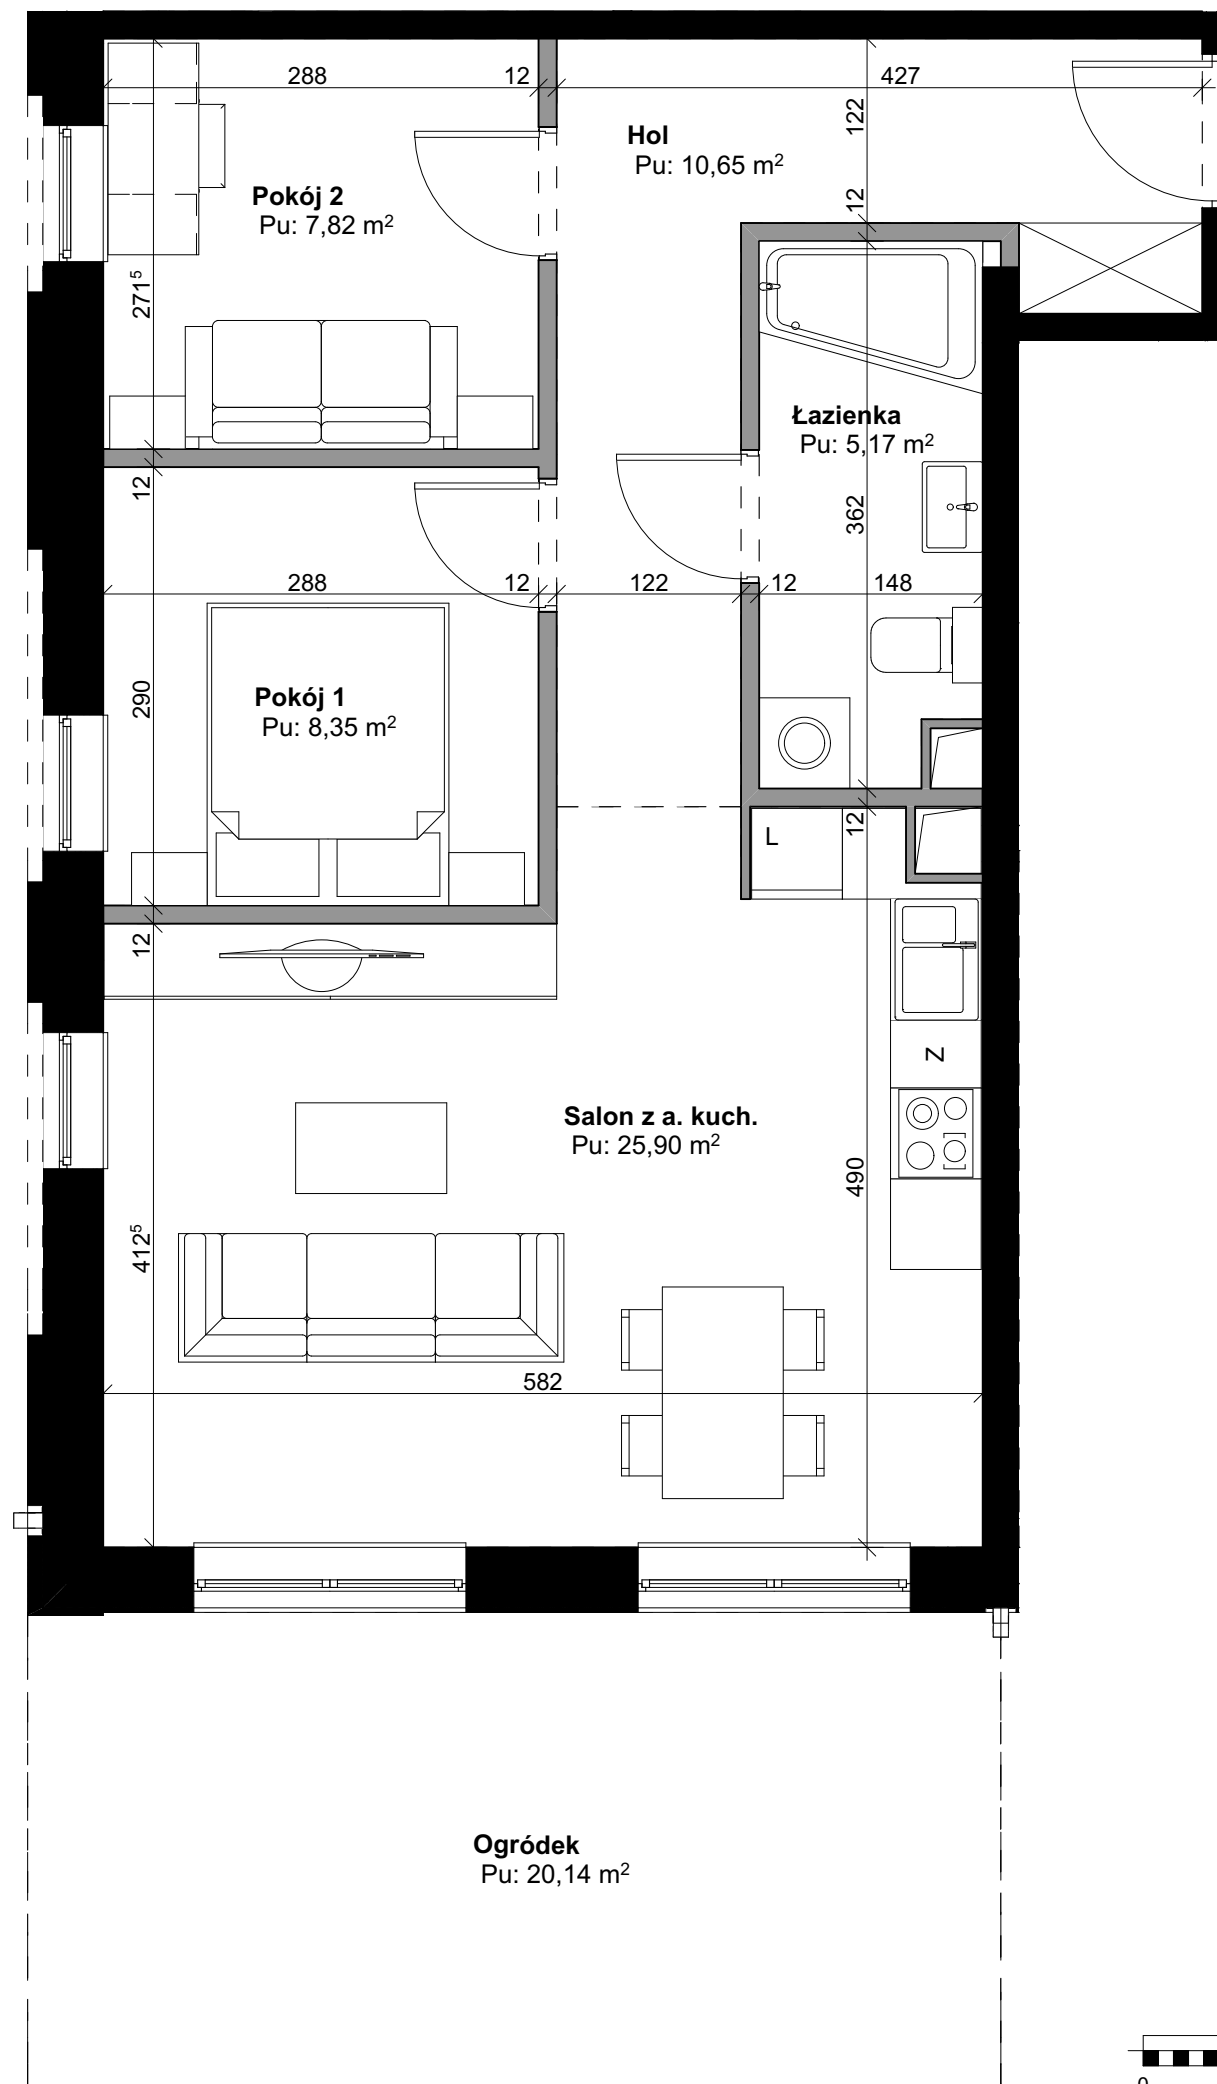 288
12
427
122
Hol
Pu: 10,65 m²
Pokój 2
Pu: 7,82 m²
12
271⁵
Łazienka
Pu: 5,17 m²
12
362
288
12
122
12
148
290
Pokój 1
Pu: 8,35 m²
12
L
12
Z
Salon z a. kuch.
Pu: 25,90 m²
490
412⁵
582
Ogródek
Pu: 20,14 m²
0